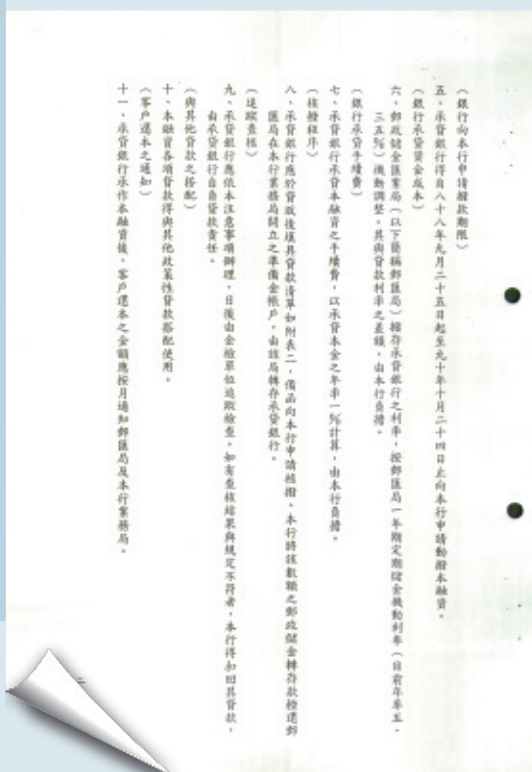 （銀行向本行申請撥款期限）
五、承貸銀行得自八十八年九月二十五日起至九十年十月二十四日止向本行申請動撥本融資。
（銀行承貸資金成本）
六、郵政儲金匯業局（以下簡稱郵匯局）撥存承貸銀行之利率，按郵匯局一年期定期儲金機動利率（目前年率五．
三五％）機動調整。其與貸款利率之差額，由本行負擔。
（銀行承貸手續費）
七、承貸銀行承貸本融資之手續費，以承貸本金之年率一％計算，由本行負擔。
（核撥程序）
八、承貸銀行應於貸放後填具貸款清單如附表二，備函向本行申請核撥。本行將該數額之郵政儲金轉存款撥還郵
匯局在本行業務局開立之準備金帳戶，由該局轉存承貸銀行。
（追蹤查核）
九、承貸銀行應依本注意事項辦理，日後由金檢單位追蹤檢查。如有查核結果與規定不符者，本行得扣回其貸款，
由承貸銀行自負貸款責任。
（與其他貸款之搭配）
十、本融資各項貸款得與其他政策性貸款搭配使用。
（客戶還本之通知）
十一、承貸銀行承作本融資後，客戶還本之金額應按月通知郵匯局及本行業務局。
二